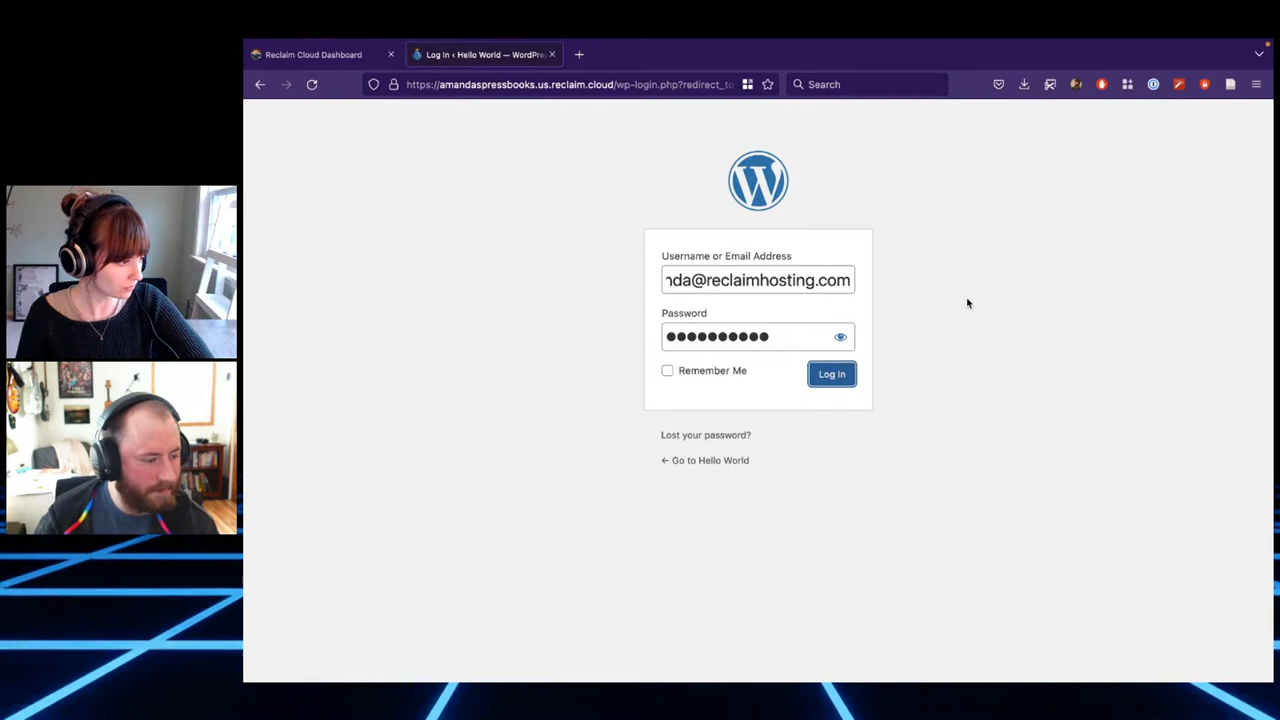 Reclaim Cloud Dashboard
Log In ‹ Hello World — WordPres
https://amandaspressbooks.us.reclaim.cloud/wp-login.php?redirect_to
Search
Username or Email Address
nda@reclaimhosting.com
Password
Remember Me
Log In
Lost your password?
← Go to Hello World